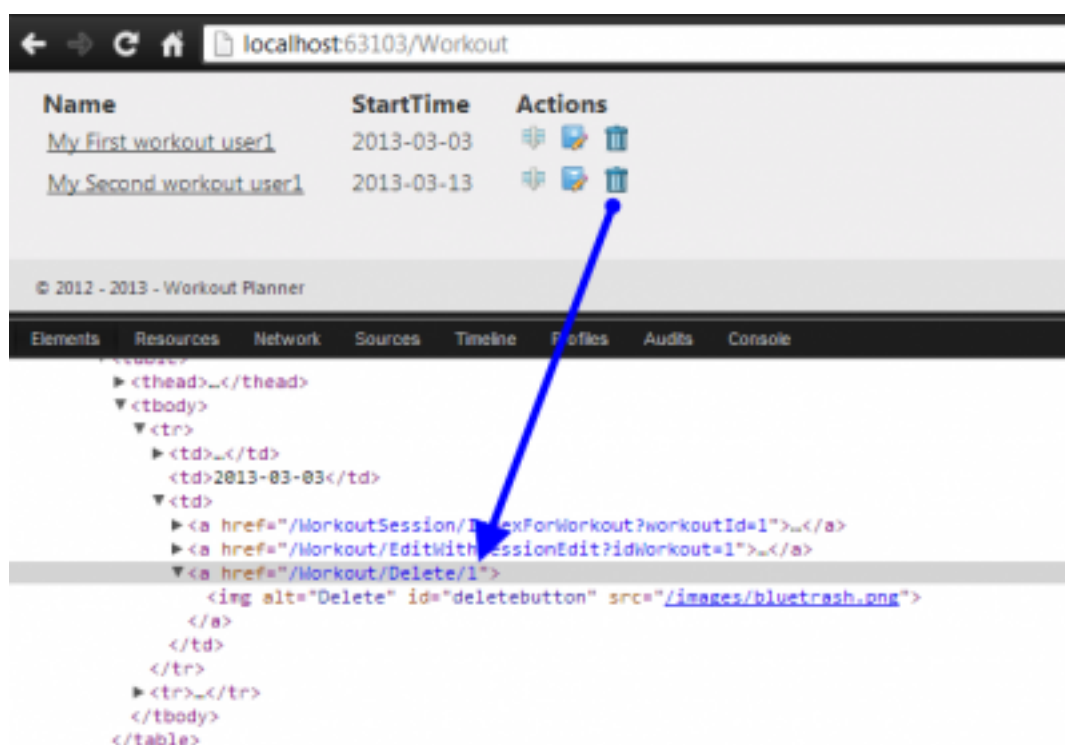 localhost:63103/Workout
Name StartTime Actions
My First workout user1 2013-03-03
My Second workout user1 2013-03-13
© 2012 - 2013 - Workout Planner
Elements Resources Network Sources Timeline Profiles Audits Console
▶<thead>…</thead>
▼<tbody>
▼<tr>
▶<td>…</td>
<td>2013-03-03</td>
▼<td>
▶<a href="/WorkoutSession/IndexForWorkout?workoutId=1">…</a>
▶<a href="/Workout/EditWithSessionEdit?idWorkout=1">…</a>
▼<a href="/Workout/Delete/1">
<img alt="Delete" id="deletebutton" src="/images/bluetrash.png">
</a>
</td>
</tr>
▶<tr>…</tr>
</tbody>
</table>